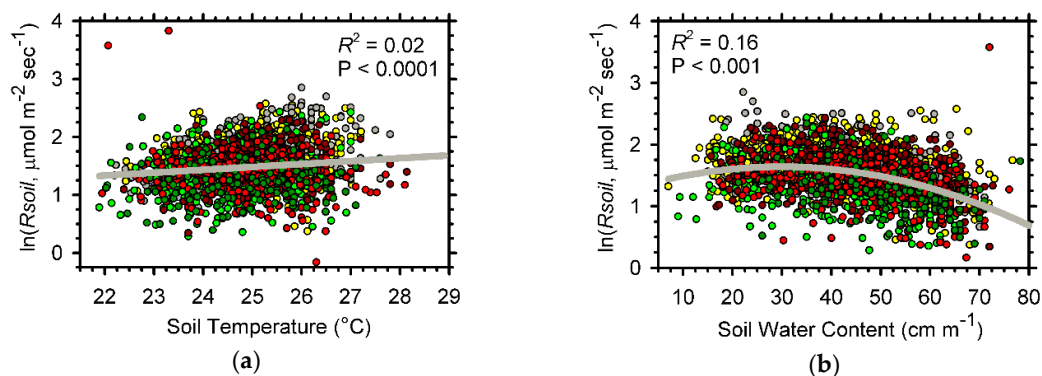 ln(Rsoil, μmol m⁻² sec⁻¹)
4
3
2
1
0
R² = 0.02
P < 0.0001
22 23 24 25 26 27 28 29
Soil Temperature (°C)
(a)
ln(Rsoil, μmol m⁻² sec⁻¹)
4
3
2
1
0
R² = 0.16
P < 0.001
10 20 30 40 50 60 70 80
Soil Water Content (cm m⁻¹)
(b)